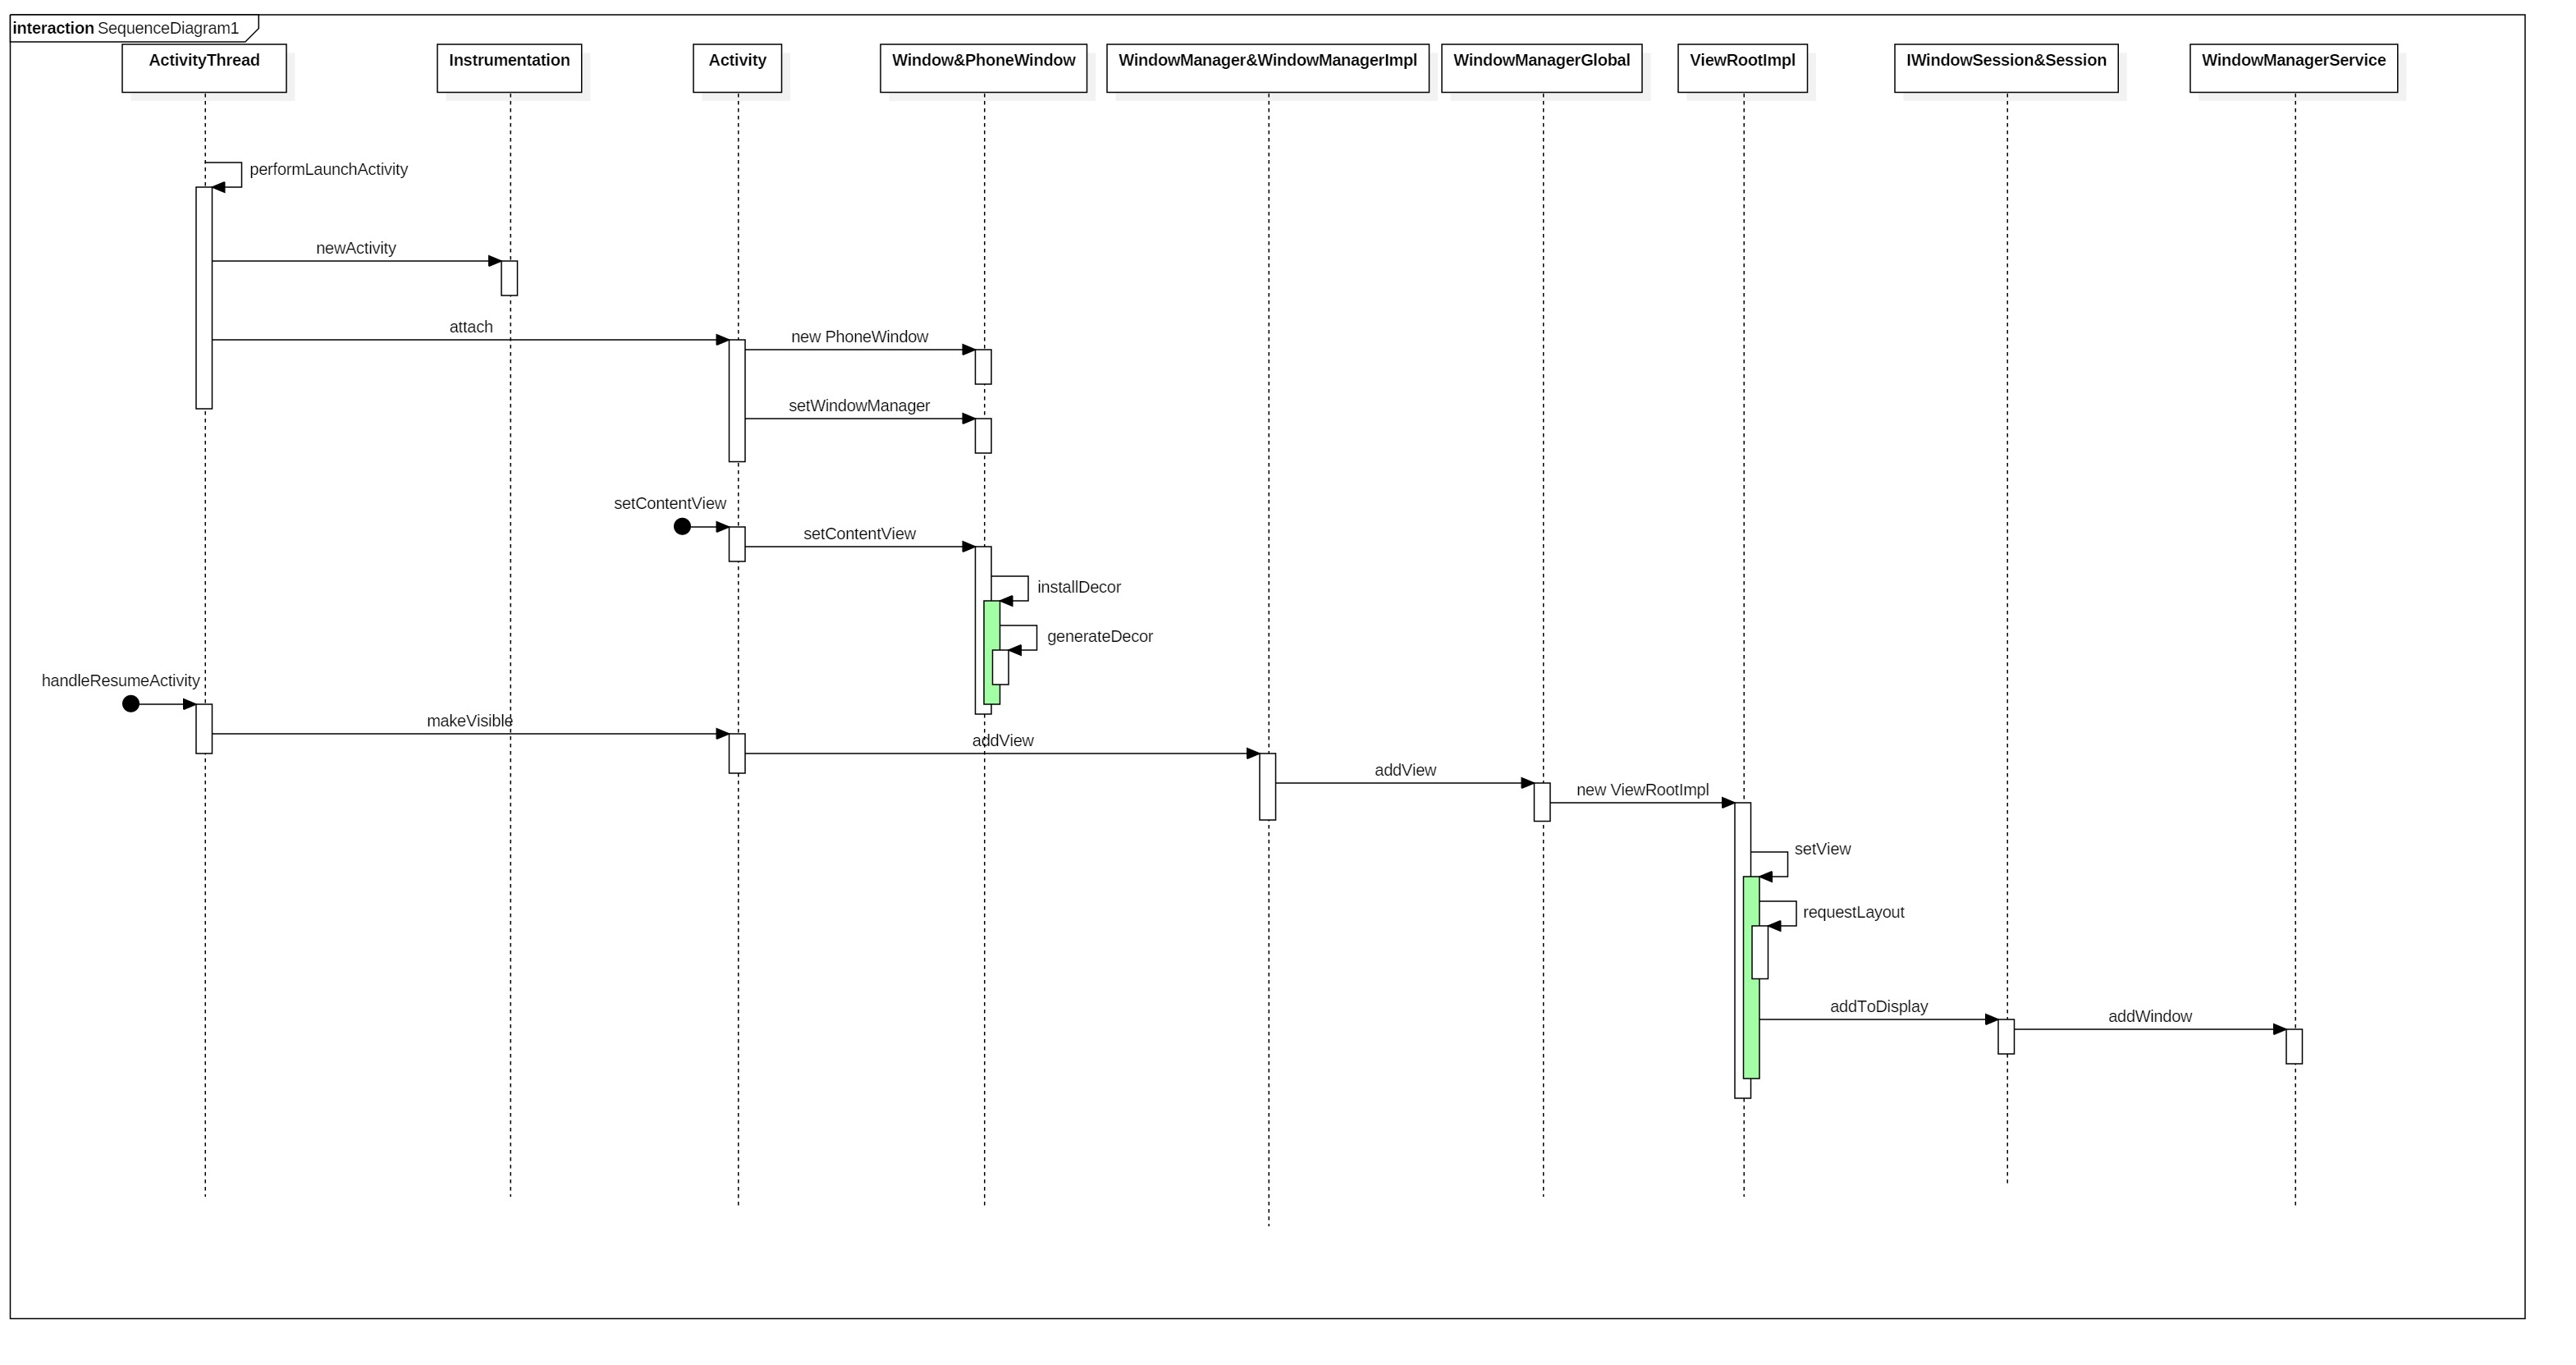 interaction SequenceDiagram1
ActivityThread
Instrumentation
Activity
Window&PhoneWindow
WindowManager&WindowManagerImpl
WindowManagerGlobal
ViewRootImpl
IWindowSession&Session
WindowManagerService
performLaunchActivity
newActivity
attach
new PhoneWindow
setWindowManager
setContentView
setContentView
installDecor
generateDecor
handleResumeActivity
makeVisible
addView
addView
new ViewRootImpl
setView
requestLayout
addToDisplay
addWindow